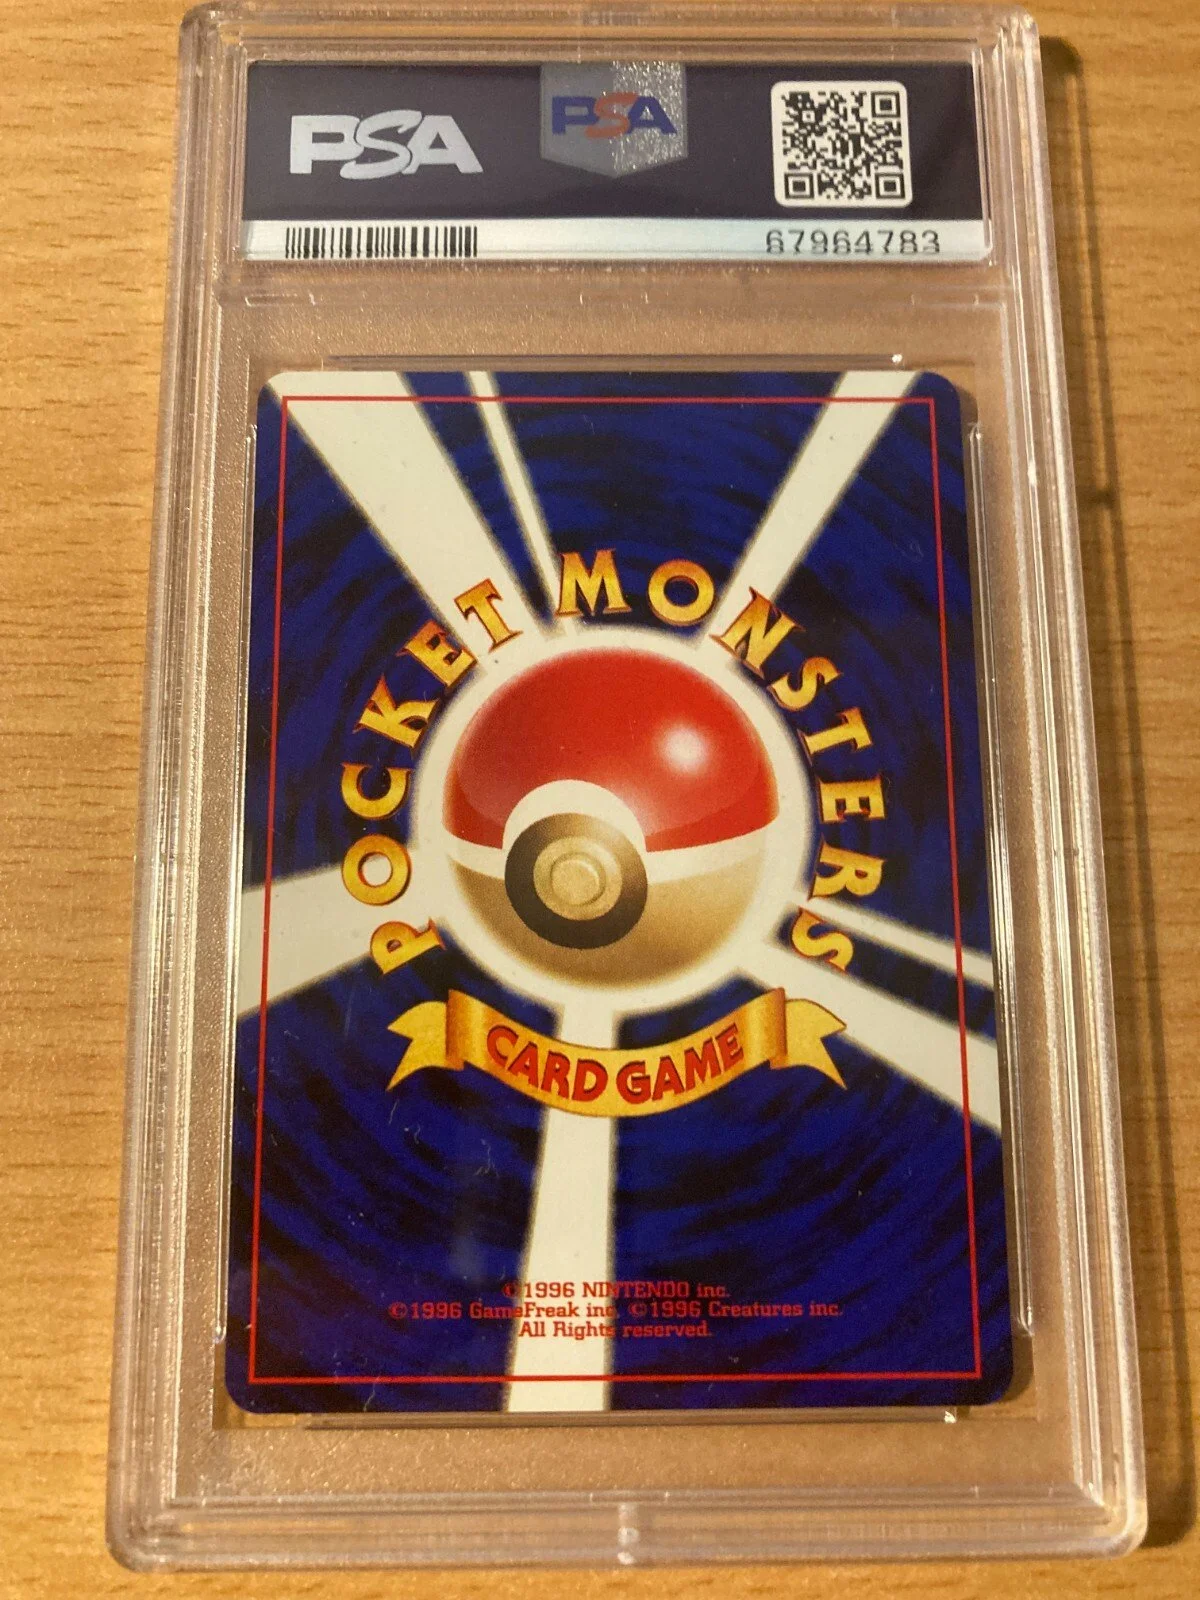 PSA
PSA
67964783
POCKET MONSTERS
CARD GAME
©1996 NINTENDO inc.
©1996 GameFreak inc. ©1996 Creatures inc.
All Rights reserved.
PSA